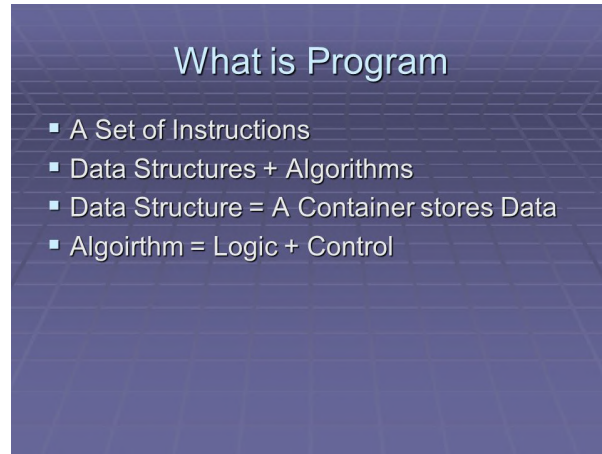 What is Program
▪ A Set of Instructions
▪ Data Structures + Algorithms
▪ Data Structure = A Container stores Data
▪ Algoirthm = Logic + Control